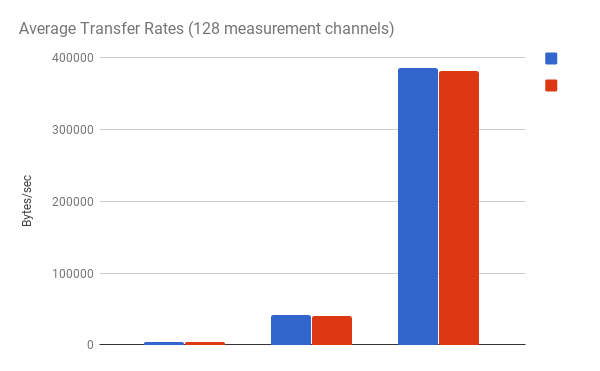 Average Transfer Rates (128 measurement channels)
400000
300000
200000
100000
0
Bytes/sec